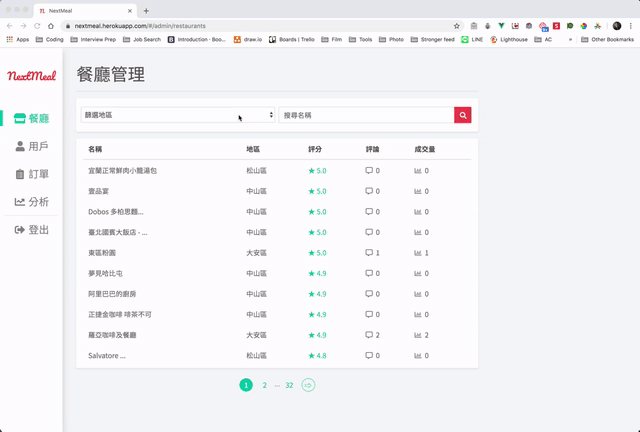 NextMeal
nextmeal.herokuapp.com/#/admin/restaurants
Apps Coding Interview Prep Job Search Introduction - Boo... draw.io Boards | Trello Film Tools Photo Stronger feed LINE Lighthouse AC » Other Bookmarks
NextMeal
餐廳
用戶
訂單
分析
登出
餐廳管理
篩選地區 搜尋名稱
名稱 地區 評分 評論 成交量
宜蘭正常鮮肉小籠湯包 松山區 ★ 5.0 0 0
壹品宴 中山區 ★ 5.0 0 0
Dobos 多柏思麵... 中山區 ★ 5.0 0 0
臺北國賓大飯店 - ... 中山區 ★ 5.0 0 0
東區粉圓 大安區 ★ 5.0 1 1
夢見哈比屯 中山區 ★ 4.9 0 0
阿里巴巴的廚房 中山區 ★ 4.9 0 0
正捷金咖啡 啡茶不可 中山區 ★ 4.9 0 0
羅亞咖啡及餐廳 大安區 ★ 4.9 2 2
Salvatore ... 松山區 ★ 4.8 0 0
1 2 ... 32